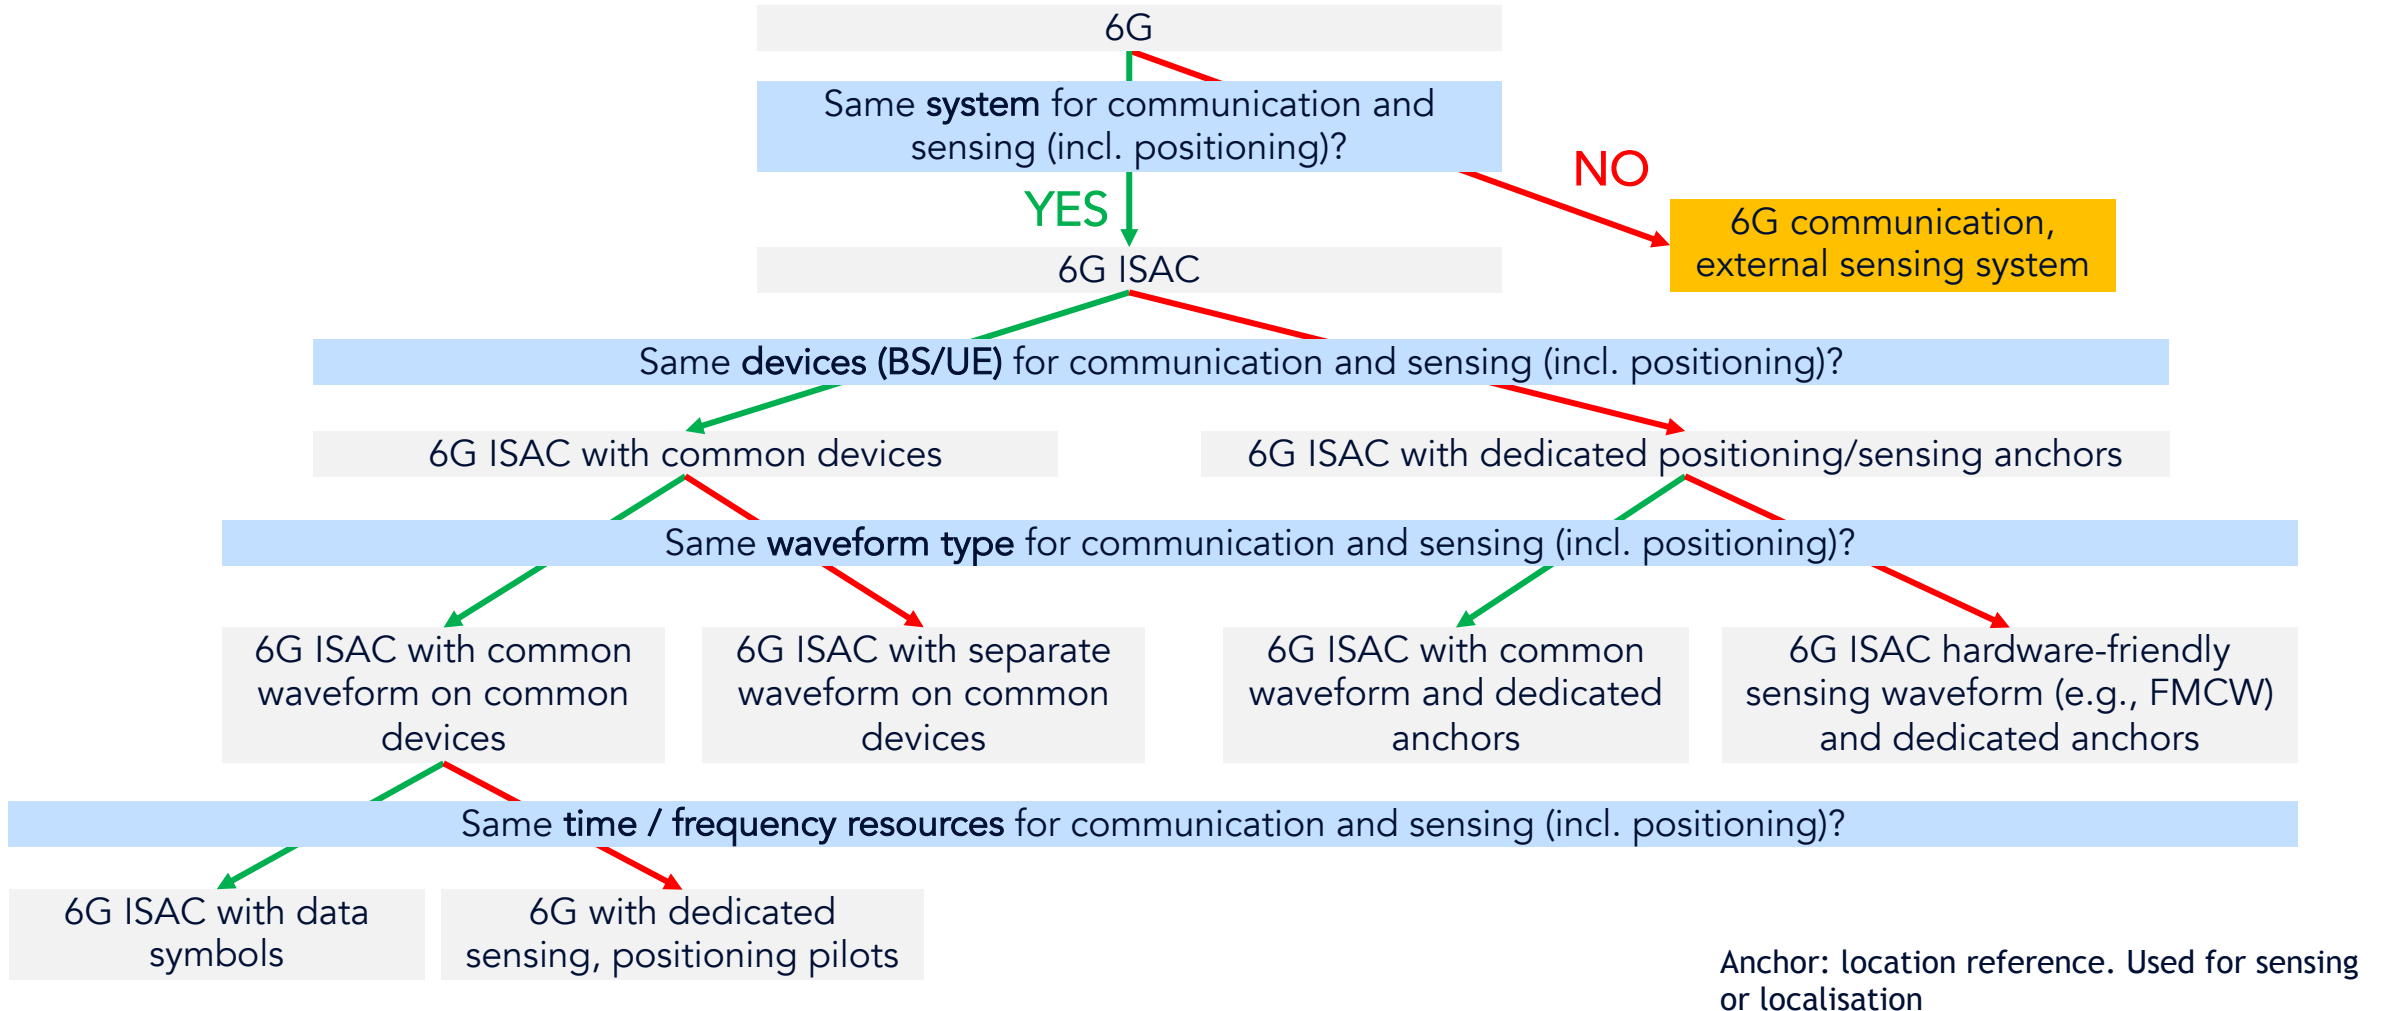 6G
Same system for communication and
sensing (incl. positioning)?
NO
YES
6G communication,
external sensing system
6G ISAC
Same devices (BS/UE) for communication and sensing (incl. positioning)?
6G ISAC with common devices
6G ISAC with dedicated positioning/sensing anchors
Same waveform type for communication and sensing (incl. positioning)?
6G ISAC with common
waveform on common
devices
6G ISAC with separate
waveform on common
devices
6G ISAC with common
waveform and dedicated
anchors
6G ISAC hardware-friendly
sensing waveform (e.g., FMCW)
and dedicated anchors
Same time / frequency resources for communication and sensing (incl. positioning)?
6G ISAC with data
symbols
6G with dedicated
sensing, positioning pilots
Anchor: location reference. Used for sensing
or localisation